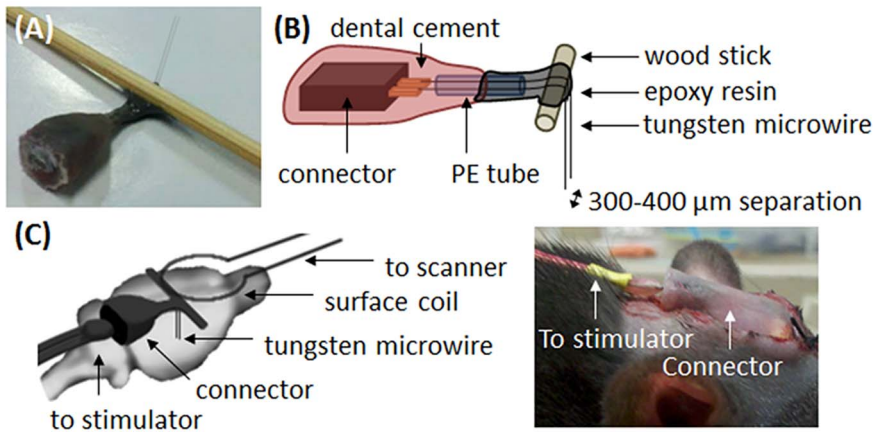 (A)
(B)
dental cement
wood stick
epoxy resin
tungsten microwire
connector
PE tube
300-400 µm separation
(C)
to scanner
surface coil
tungsten microwire
connector
to stimulator
To stimulator
Connector